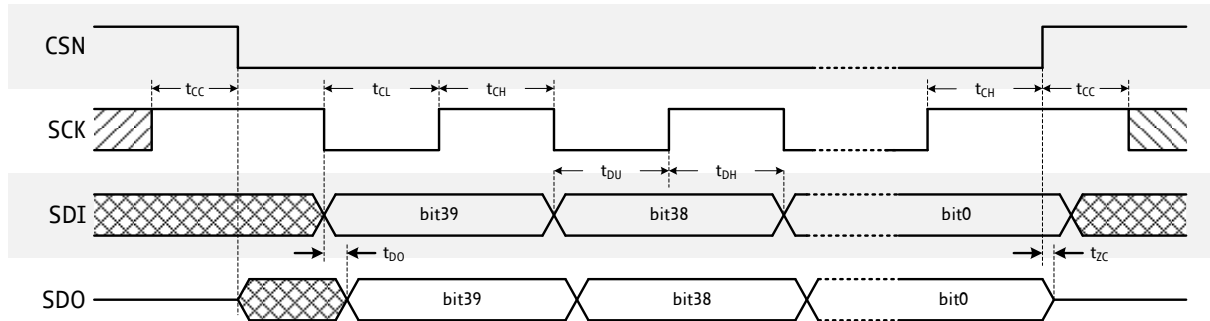 CSN
tCC tCL tCH tCH tCC
SCK
tDU tDH
SDI bit39 bit38 bit0
tDO tZC
SDO bit39 bit38 bit0